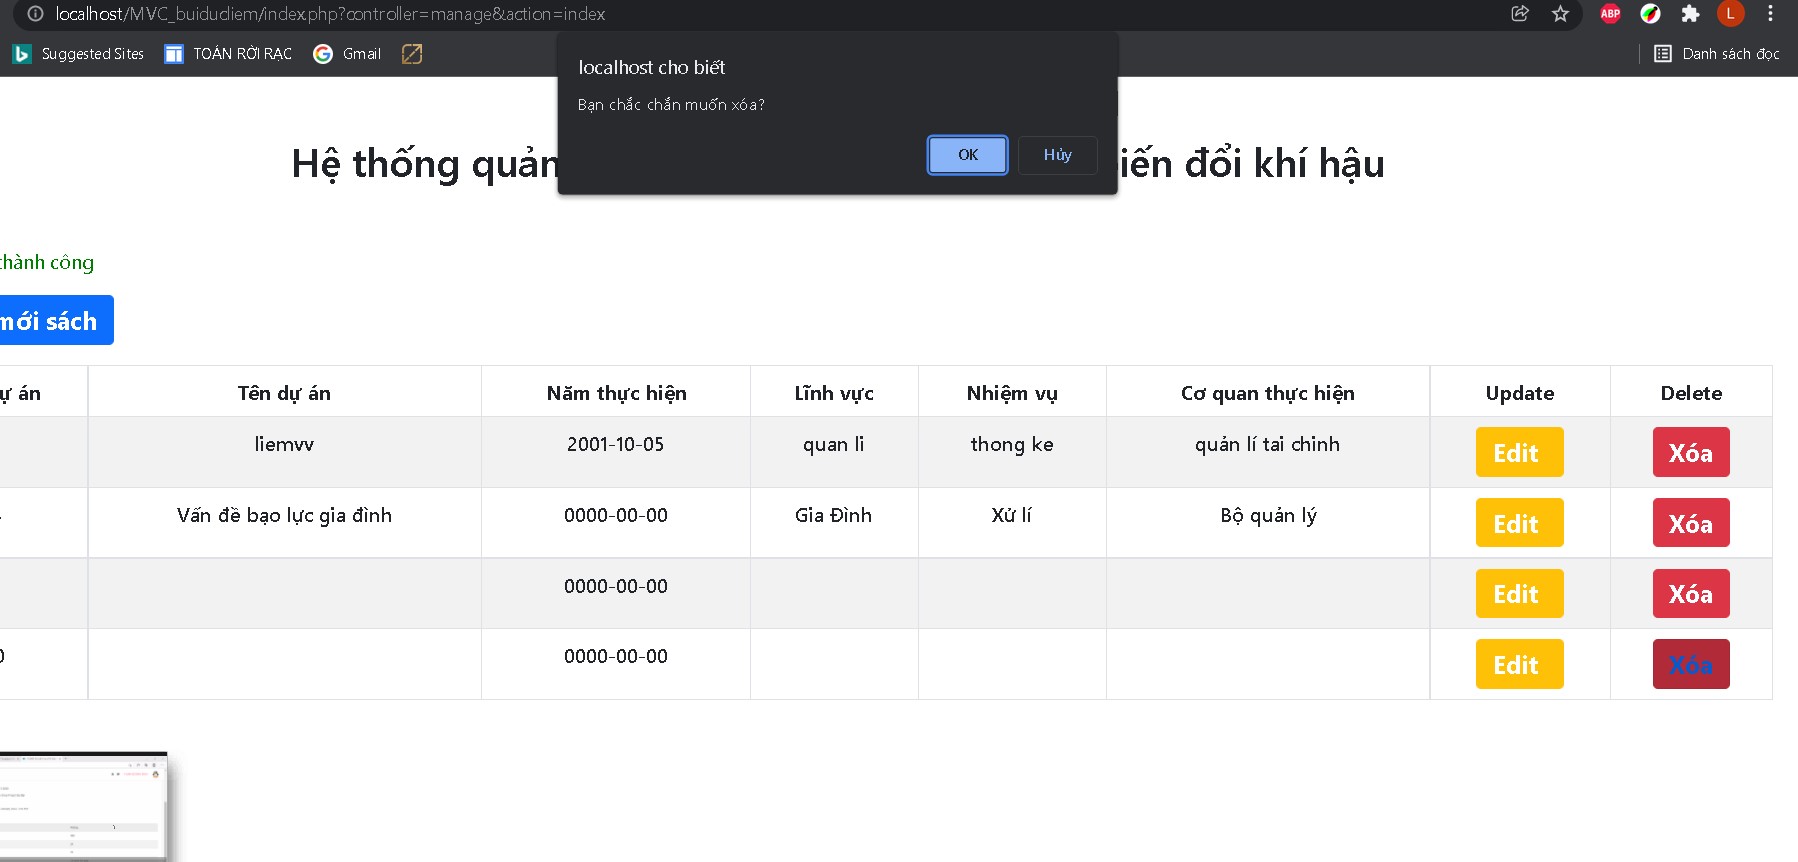 localhost/MVC_buidudiem/index.php?controller=manage&action=index
ABP
L
Suggested Sites TOÁN RỜI RẠC Gmail Danh sách đọc
localhost cho biết
Bạn chắc chắn muốn xóa?
OK Hủy
Hệ thống quản iến đổi khí hậu
thành công
mới sách
ự án Tên dự án Năm thực hiện Lĩnh vực Nhiệm vụ Cơ quan thực hiện Update Delete
liemvv 2001-10-05 quan li thong ke quản lí tai chinh Edit Xóa
Vấn đề bạo lực gia đình 0000-00-00 Gia Đình Xử lí Bộ quản lý Edit Xóa
0000-00-00 Edit Xóa
0 0000-00-00 Edit Xóa